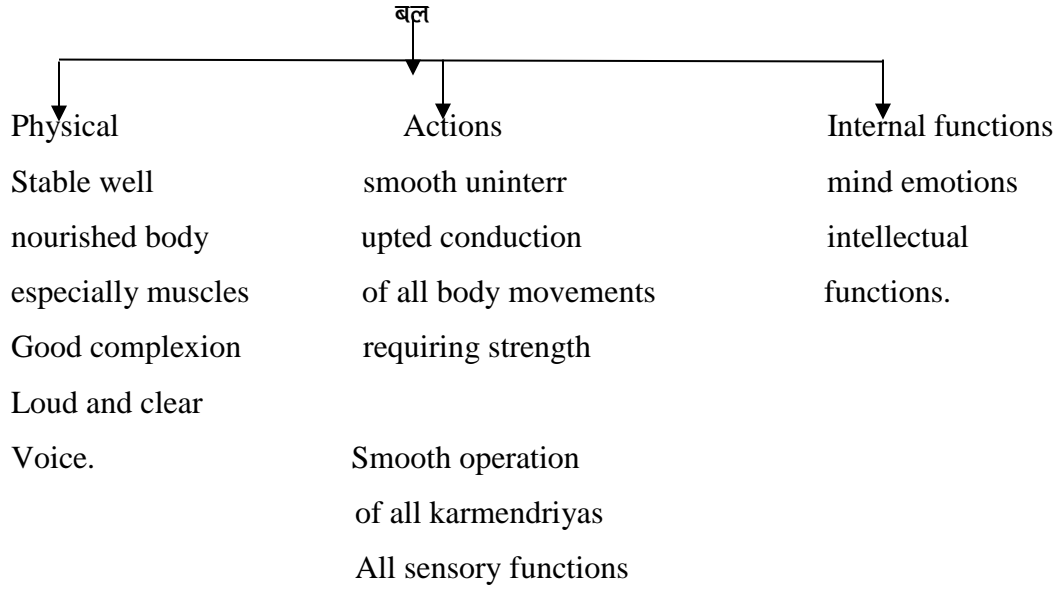 बल
Physical Actions Internal functions
Stable well smooth uninterr mind emotions
nourished body upted conduction intellectual
especially muscles of all body movements functions.
Good complexion requiring strength
Loud and clear
Voice. Smooth operation
of all karmendriyas
All sensory functions